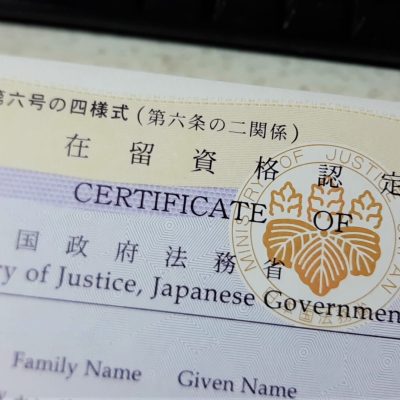 第六号の四様式(第六条の二関係)
在留資格認定
CERTIFICATE OF
国政府法務省
of Justice, Japanese Government
MINISTRY OF JUSTICE
Family Name Given Name